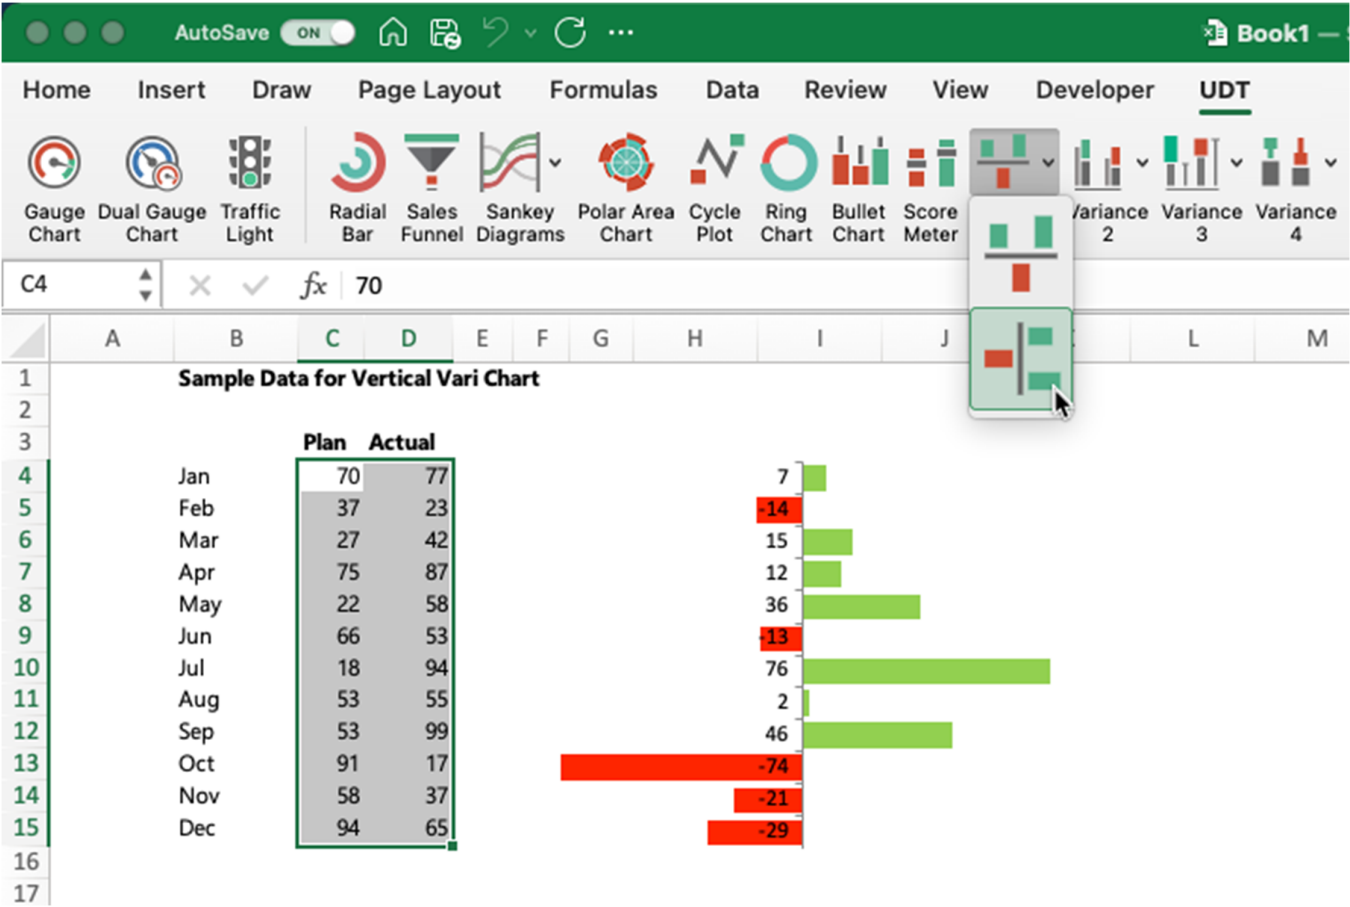 AutoSave ON ... Book1 —
Home Insert Draw Page Layout Formulas Data Review View Developer UDT
Gauge Chart Dual Gauge Chart Traffic Light Radial Bar Sales Funnel Sankey Diagrams Polar Area Chart Cycle Plot Ring Chart Bullet Chart Score Meter Variance 2 Variance 3 Variance 4
C4 fx 70
A B C D E F G H I J L M
1 Sample Data for Vertical Vari Chart
2
3 Plan Actual
4 Jan 70 77 7
5 Feb 37 23 -14
6 Mar 27 42 15
7 Apr 75 87 12
8 May 22 58 36
9 Jun 66 53 -13
10 Jul 18 94 76
11 Aug 53 55 2
12 Sep 53 99 46
13 Oct 91 17 -74
14 Nov 58 37 -21
15 Dec 94 65 -29
16
17